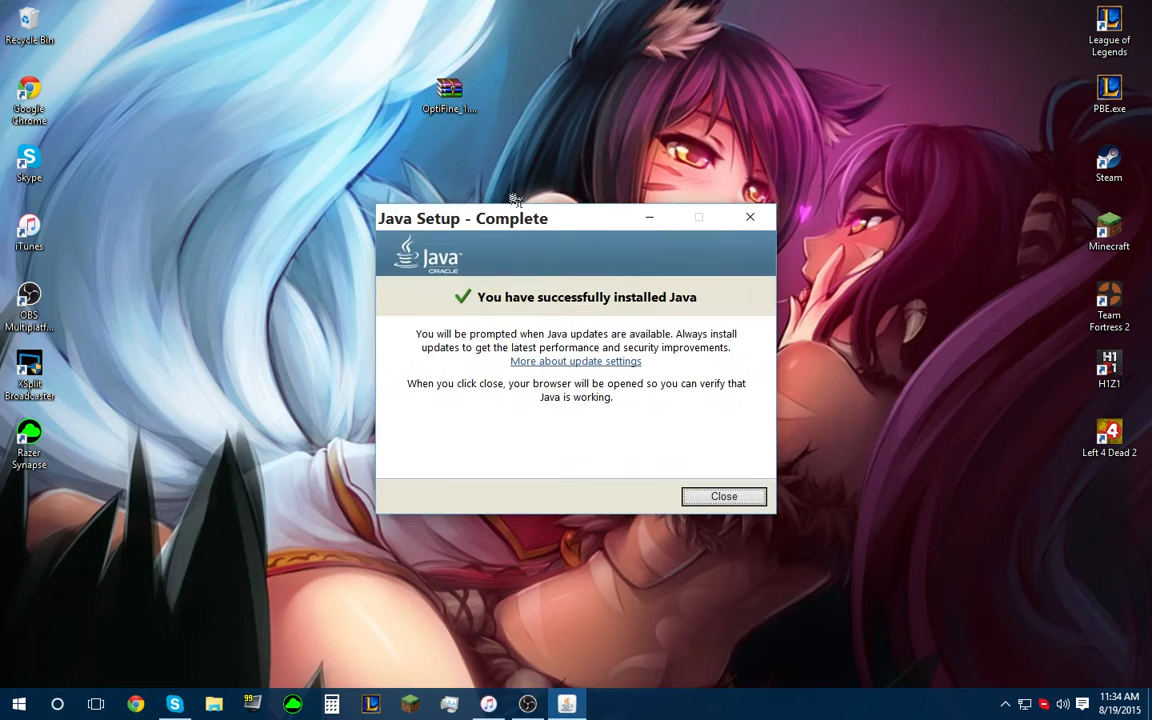 Recycle Bin
Google
Chrome
Skype
iTunes
OBS
Multiplatf...
XSplit
Broadcaster
Razer
Synapse
OptiFine_1....
League of
Legends
PBE.exe
Steam
Minecraft
Team
Fortress 2
H1
1
H1Z1
4
Left 4 Dead 2
Java Setup - Complete
Java
ORACLE
You have successfully installed Java
You will be prompted when Java updates are available. Always install
updates to get the latest performance and security improvements.
More about update settings
When you click close, your browser will be opened so you can verify that
Java is working.
Close
99
11:34 AM
8/19/2015